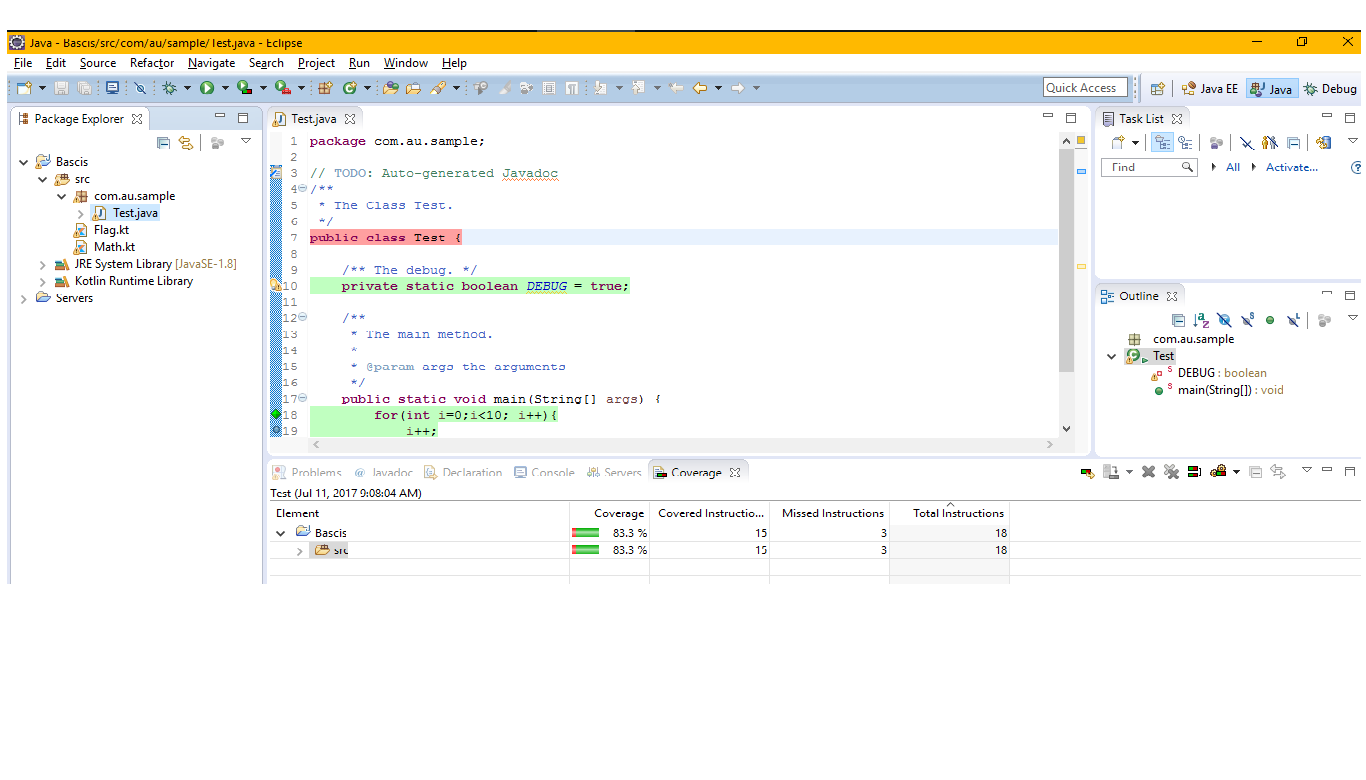 Java - Bascis/src/com/au/sample/Test.java - Eclipse
File Edit Source Refactor Navigate Search Project Run Window Help
Quick Access Java EE Java Debug
Package Explorer
Bascis
src
com.au.sample
Test.java
Flag.kt
Math.kt
JRE System Library [JavaSE-1.8]
Kotlin Runtime Library
Servers
Test.java
1 package com.au.sample;
2
3 // TODO: Auto-generated Javadoc
4 /**
5 * The Class Test.
6 */
7 public class Test {
8
9 /** The debug. */
10 private static boolean DEBUG = true;
11
12 /**
13 * The main method.
14 *
15 * @param args the arguments
16 */
17 public static void main(String[] args) {
18 for(int i=0;i<10; i++){
19 i++;
Task List
Find All Activate...
Outline
com.au.sample
Test
DEBUG : boolean
main(String[]) : void
Problems @ Javadoc Declaration Console Servers Coverage
Test (Jul 11, 2017 9:08:04 AM)
Element Coverage Covered Instructio... Missed Instructions Total Instructions
Bascis 83.3 % 15 3 18
src 83.3 % 15 3 18